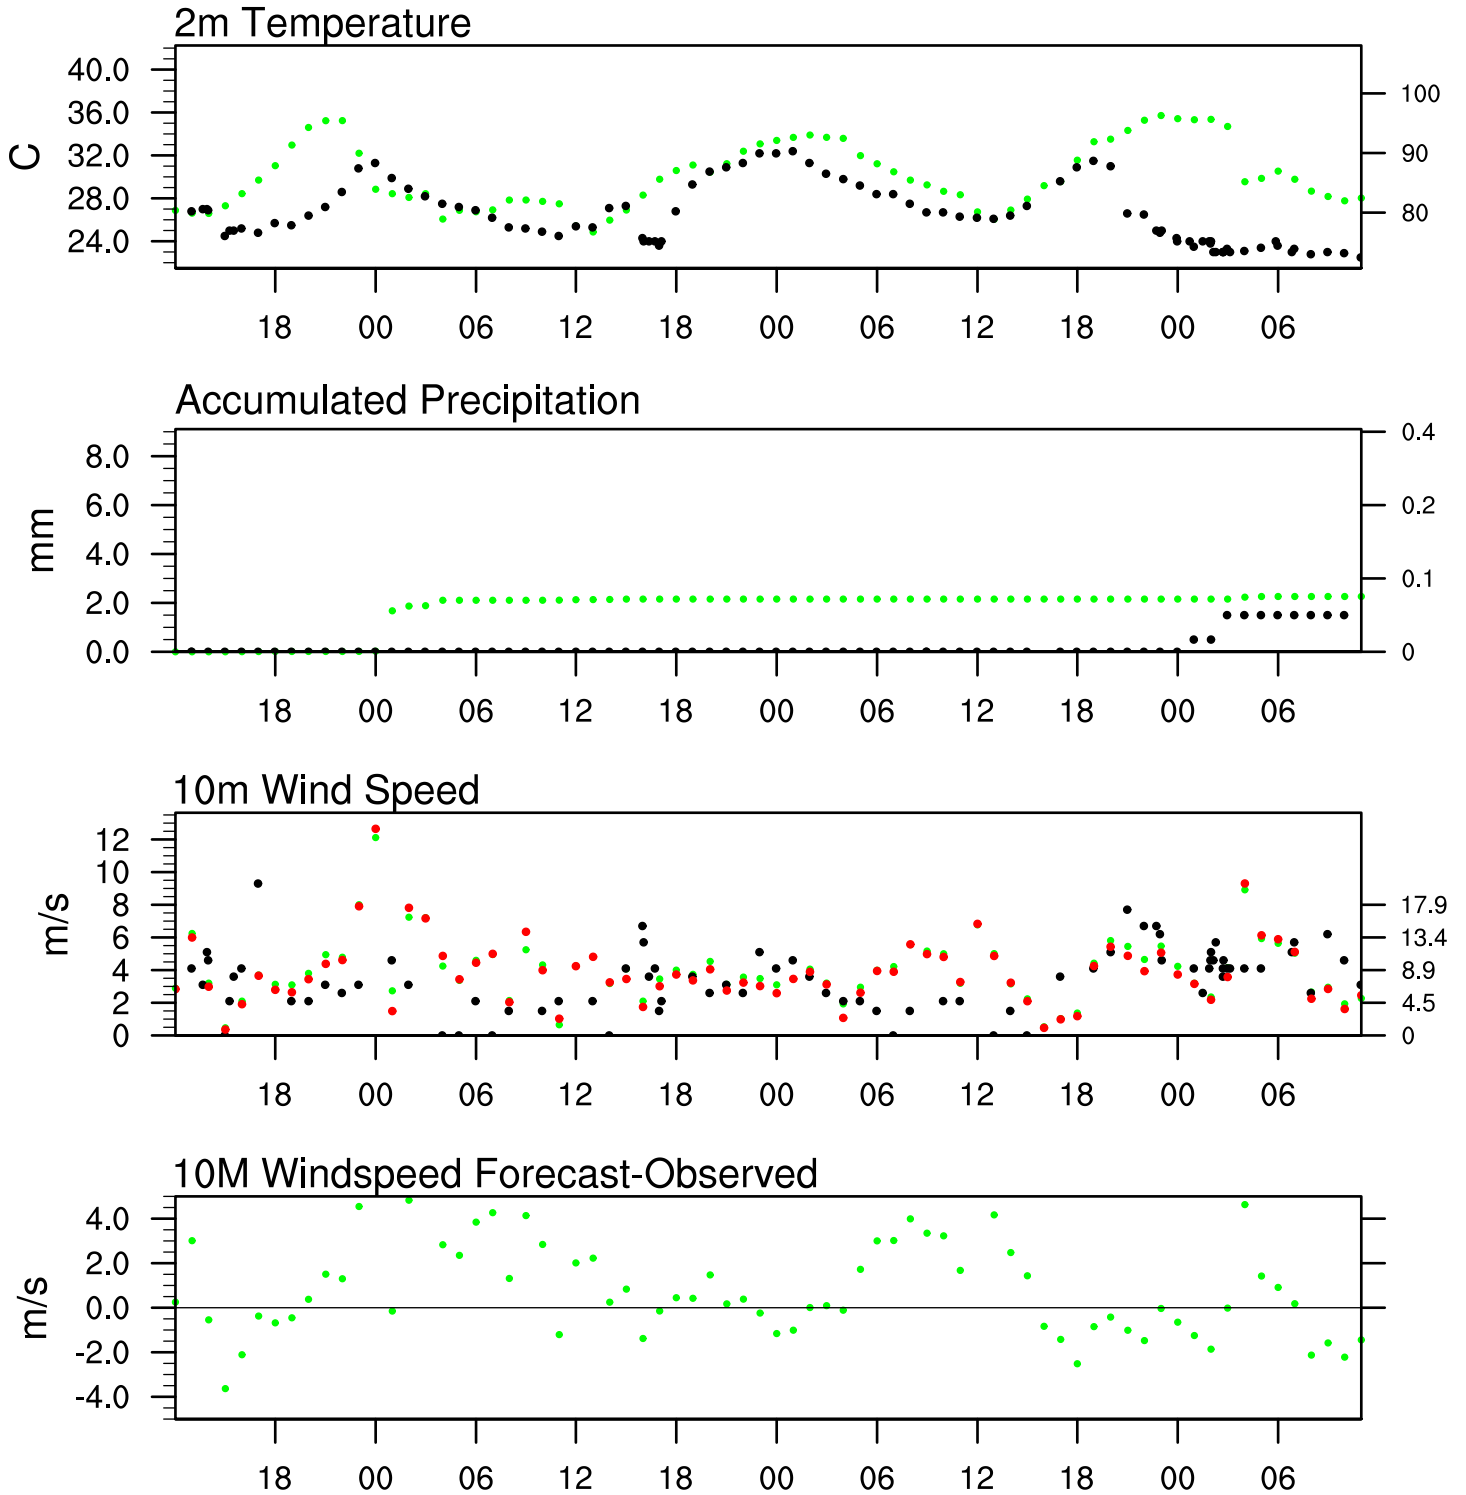 2m Temperature
40.0
36.0
32.0
28.0
24.0
C
100
90
80
18 00 06 12 18 00 06 12 18 00 06
Accumulated Precipitation
8.0
6.0
4.0
2.0
0.0
mm
0.4
0.2
0.1
0
18 00 06 12 18 00 06 12 18 00 06
10m Wind Speed
12
10
8
6
4
2
0
m/s
17.9
13.4
8.9
4.5
0
18 00 06 12 18 00 06 12 18 00 06
10M Windspeed Forecast-Observed
4.0
2.0
0.0
-2.0
-4.0
m/s
18 00 06 12 18 00 06 12 18 00 06